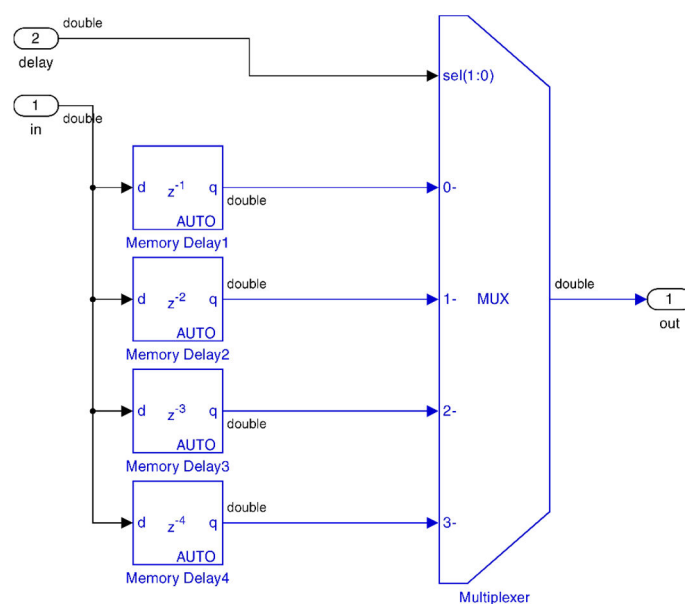 double
2
delay
sel(1:0)
1
double
in
d z-1 q
0-
double
AUTO
Memory Delay1
double
d z-2 q
1- MUX
double
1
AUTO
out
Memory Delay2
d z-3 q
2-
double
AUTO
Memory Delay3
double
d z-4 q
3-
AUTO
Memory Delay4
Multiplexer